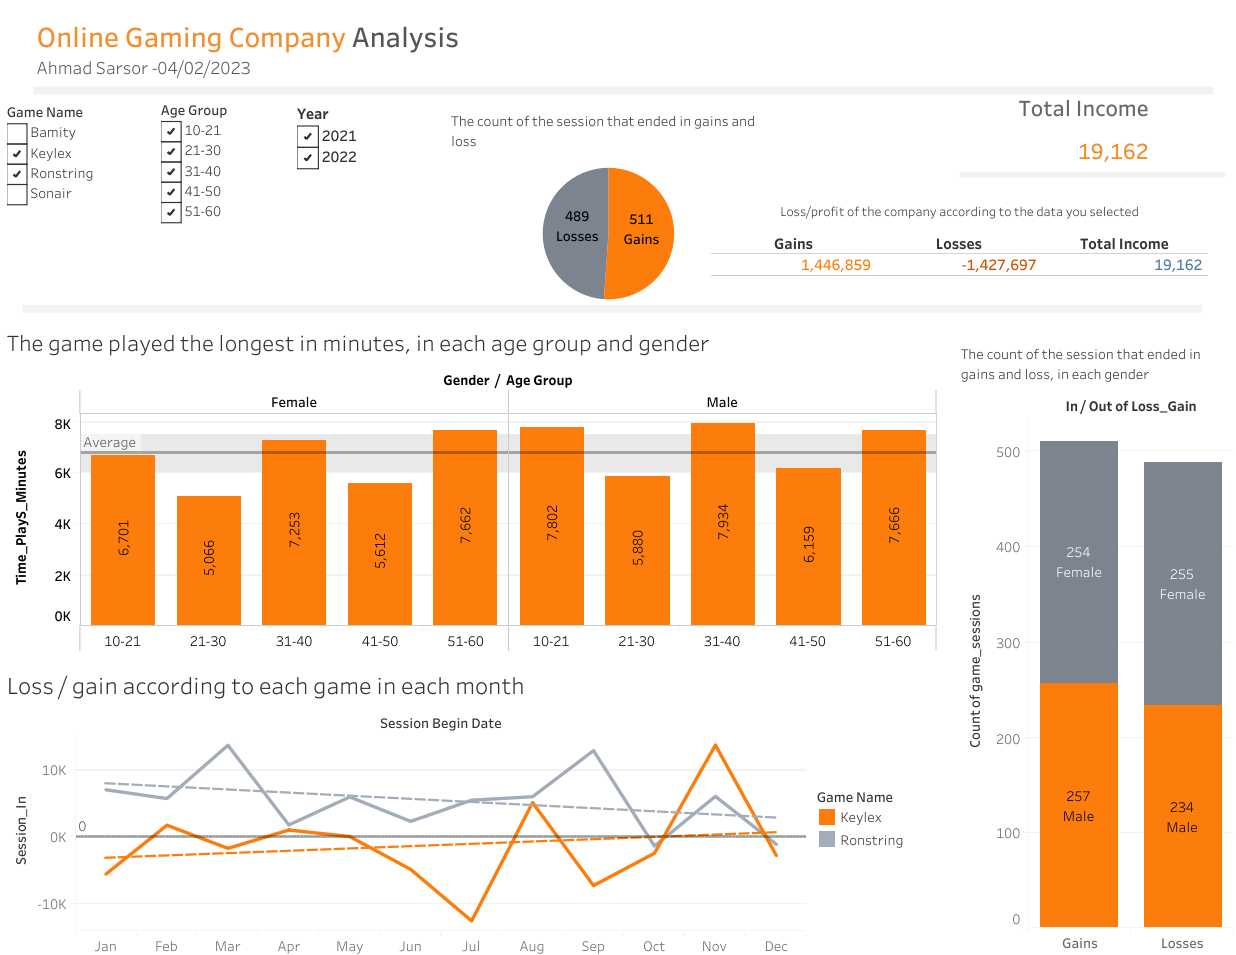 Online Gaming Company Analysis
Ahmad Sarsor -04/02/2023
Game Name
Bamity
Keylex
Ronstring
Sonair
Age Group
10-21
21-30
31-40
41-50
51-60
Year
2021
2022
The count of the session that ended in gains and
loss
489
Losses
511
Gains
Total Income
19,162
Loss/profit of the company according to the data you selected
Gains Losses Total Income
1,446,859 -1,427,697 19,162
The game played the longest in minutes, in each age group and gender
Gender / Age Group
Female Male
Time_PlayS_Minutes
8K
6K
4K
2K
0K
Average
6,701
5,066
7,253
5,612
7,662
7,802
5,880
7,934
6,159
7,666
10-21 21-30 31-40 41-50 51-60 10-21 21-30 31-40 41-50 51-60
Loss / gain according to each game in each month
Session Begin Date
Session_In
10K
0K
-10K
0
Jan Feb Mar Apr May Jun Jul Aug Sep Oct Nov Dec
Game Name
Keylex
Ronstring
The count of the session that ended in
gains and loss, in each gender
In / Out of Loss_Gain
Count of game_sessions
500
400
300
200
100
0
254
Female
255
Female
257
Male
234
Male
Gains Losses